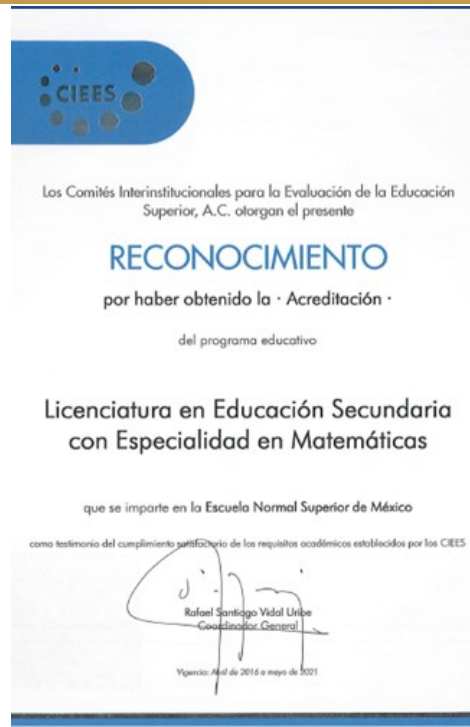 CIEES
Los Comités Interinstitucionales para la Evaluación de la Educación
Superior, A.C. otorgan el presente
RECONOCIMIENTO
por haber obtenido la · Acreditación ·
del programa educativo
Licenciatura en Educación Secundaria
con Especialidad en Matemáticas
que se imparte en la Escuela Normal Superior de México
como testimonio del cumplimiento satisfactorio de los requisitos académicos establecidos por los CIEES
Rafael Santiago Vidal Uribe
Coordinador General
Vigencia: Abril de 2016 a mayo de 2021